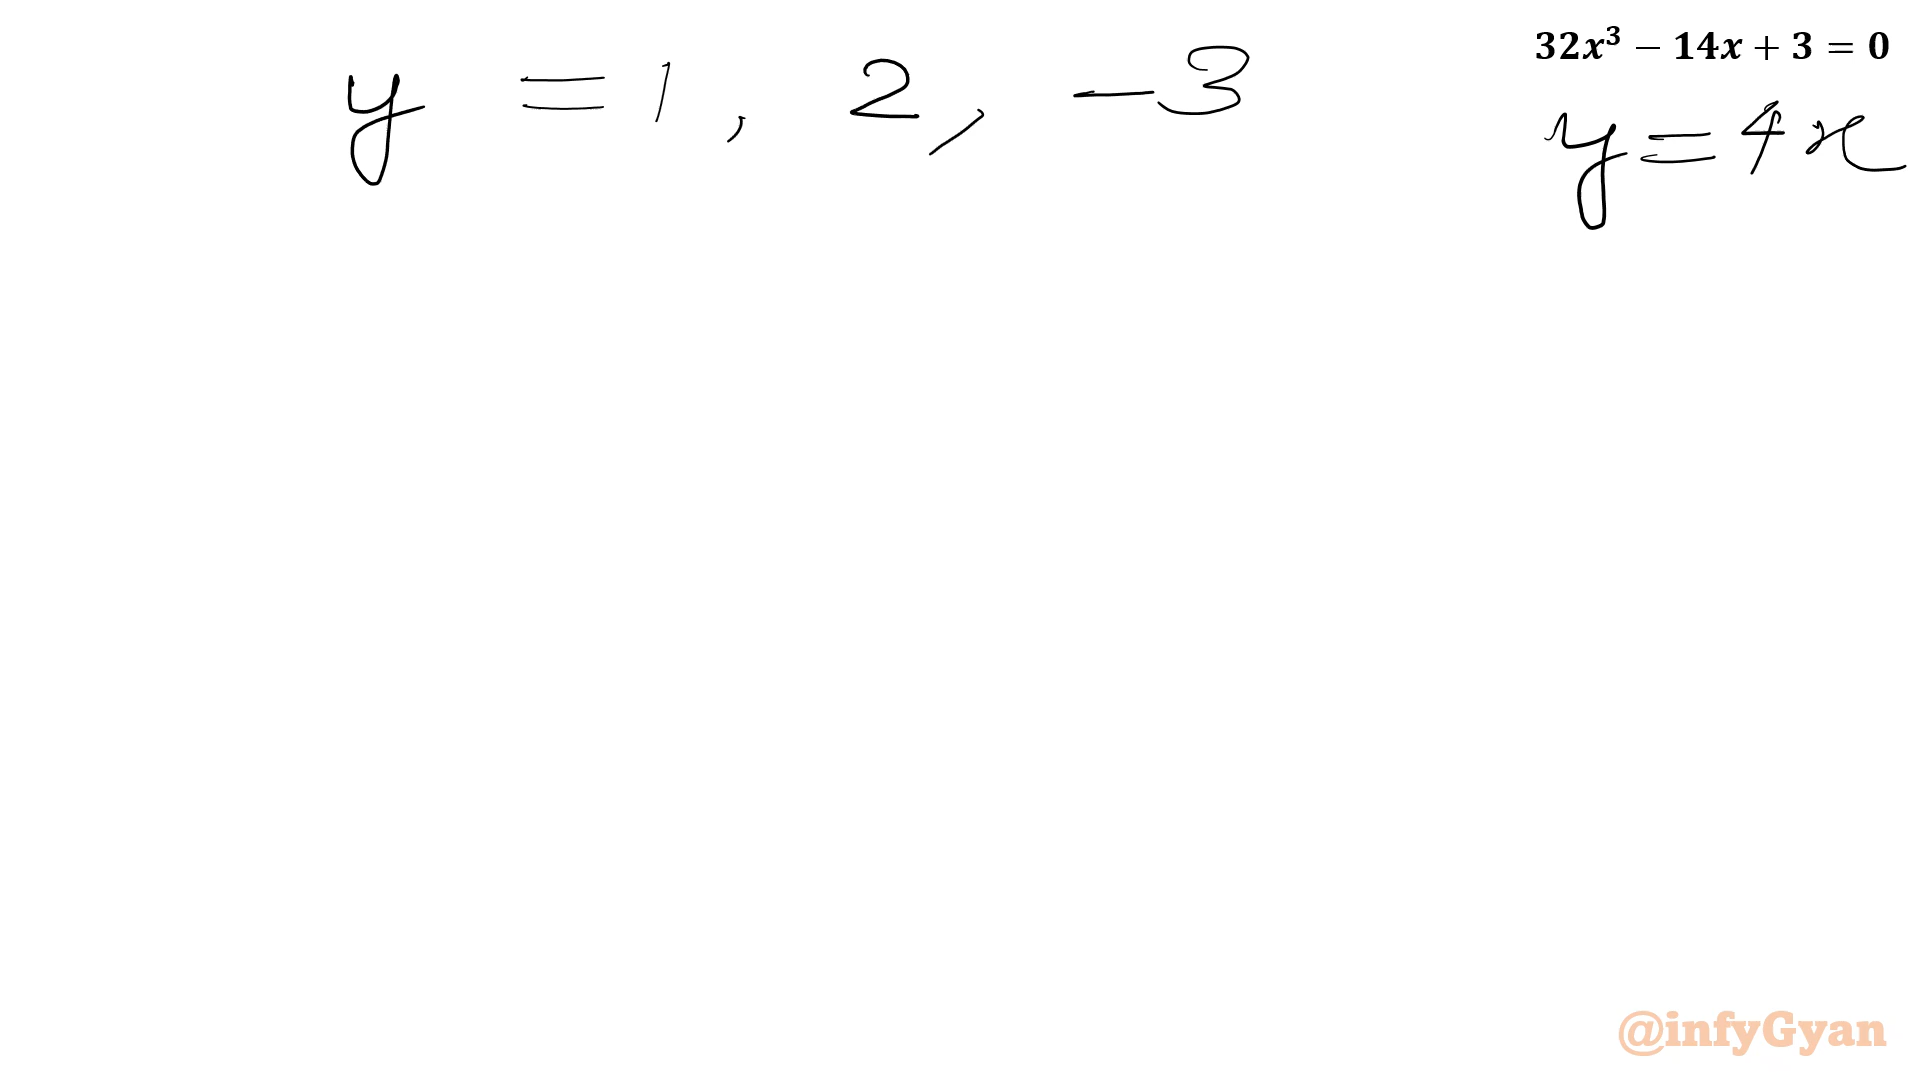 32x³ − 14x + 3 = 0
y = 1, 2, −3
y = 4x
@infyGyan